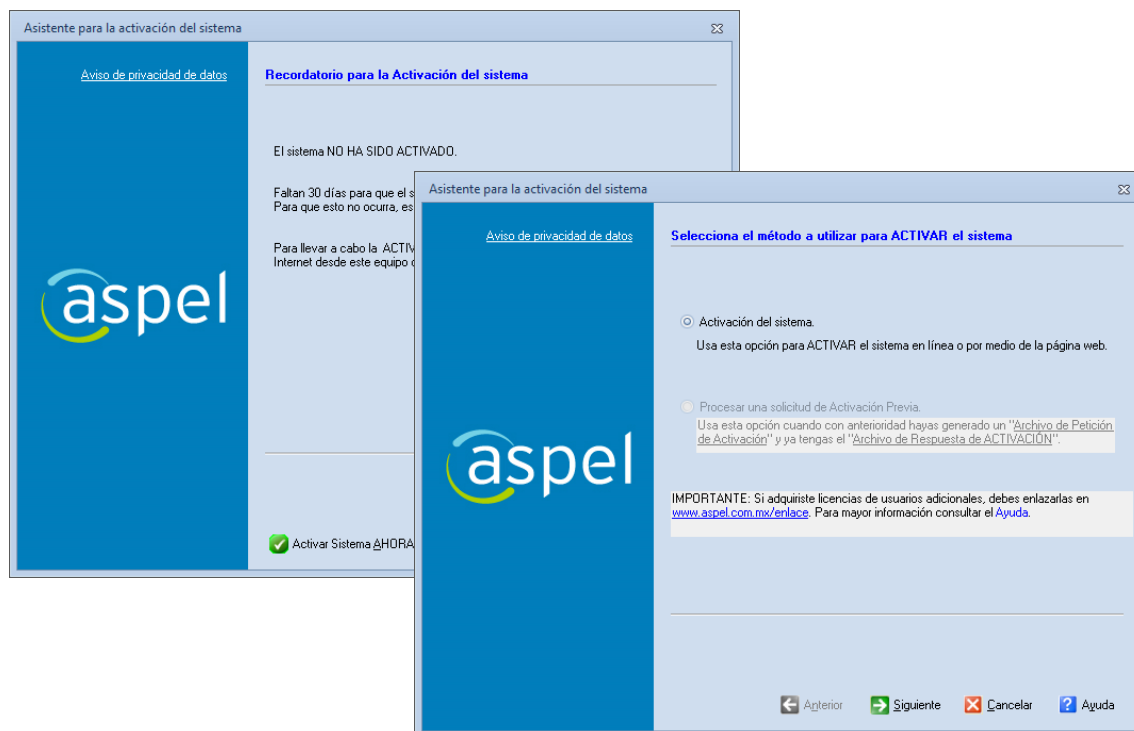 Asistente para la activación del sistema
Aviso de privacidad de datos
Recordatorio para la Activación del sistema
El sistema NO HA SIDO ACTIVADO.
Faltan 30 días para que el
Para que esto no ocurra, es
Para llevar a cabo la
Internet desde este equipo
aspel
Activar Sistema AHORA
Asistente para la activación del sistema
Aviso de privacidad de datos
Selecciona el método a utilizar para ACTIVAR el sistema
Activación del sistema.
Usa esta opción para ACTIVAR el sistema en línea o por medio de la página web.
Procesar una solicitud de Activación Previa.
Usa esta opción cuando con anterioridad hayas generado un "Archivo de Petición
de Activación" y ya tengas el "Archivo de Respuesta de ACTIVACIÓN".
aspel
IMPORTANTE: Si adquiriste licencias de usuarios adicionales, debes enlazarlas en
www.aspel.com.mx/enlace. Para mayor información consultar el Ayuda.
Anterior Siguiente Cancelar Ayuda